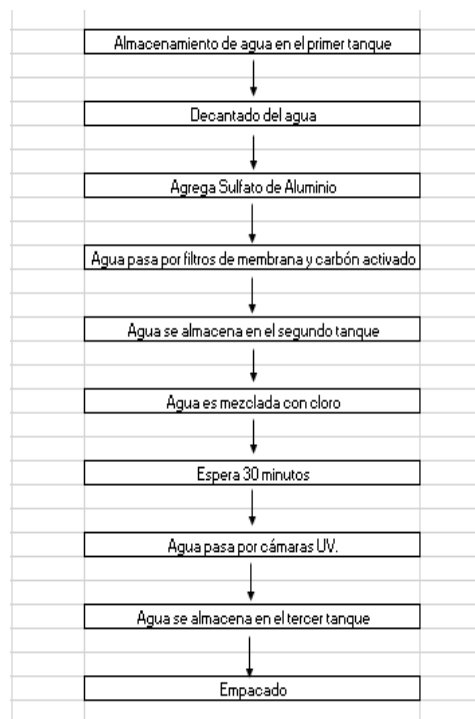 Almacenamiento de agua en el primer tanque
Decantado del agua
Agrega Sulfato de Aluminio
Agua pasa por filtros de membrana y carbón activado
Agua se almacena en el segundo tanque
Agua es mezclada con cloro
Espera 30 minutos
Agua pasa por cámaras UV.
Agua se almacena en el tercer tanque
Empacado